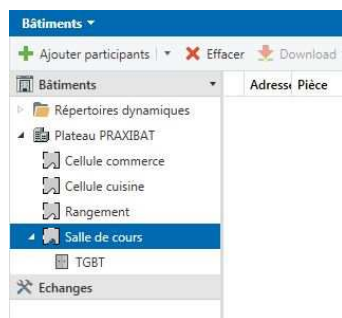 Bâtiments
Ajouter participants Effacer Download
Bâtiments Adresse Pièce
Répertoires dynamiques
Plateau PRAXIBAT
Cellule commerce
Cellule cuisine
Rangement
Salle de cours
TGBT
Echanges